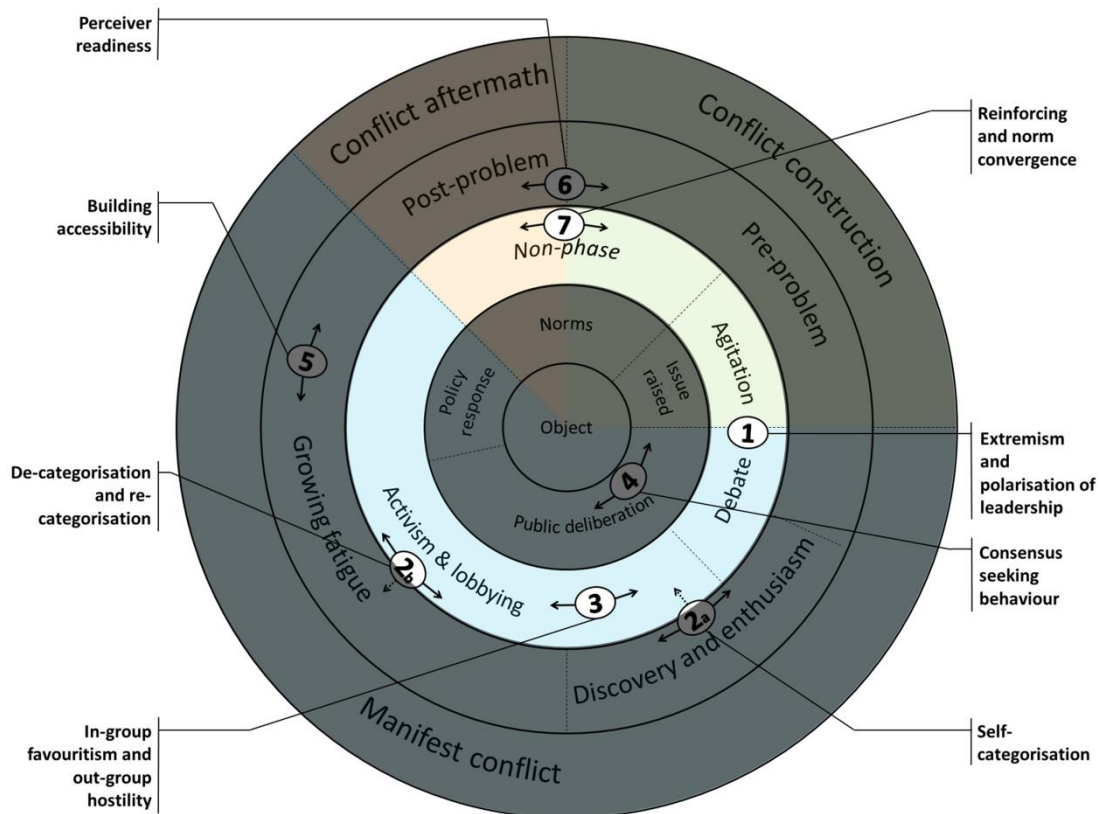 Perceiver
readiness
Conflict aftermath
Conflict construction
Reinforcing
and norm
convergence
Post-problem
6
7
Non-phase
Pre-problem
Building
accessibility
Norms
Agitation
Issue
raised
5
Policy
response
Object
1
Extremism
and
polarisation of
leadership
De-categorisation
and re-
categorisation
Growing fatigue
4
Debate
Public deliberation
Activism & lobbying
Consensus
seeking
behaviour
2b
3
2a
Discovery and enthusiasm
Manifest conflict
In-group
favouritism and
out-group
hostility
Self-
categorisation